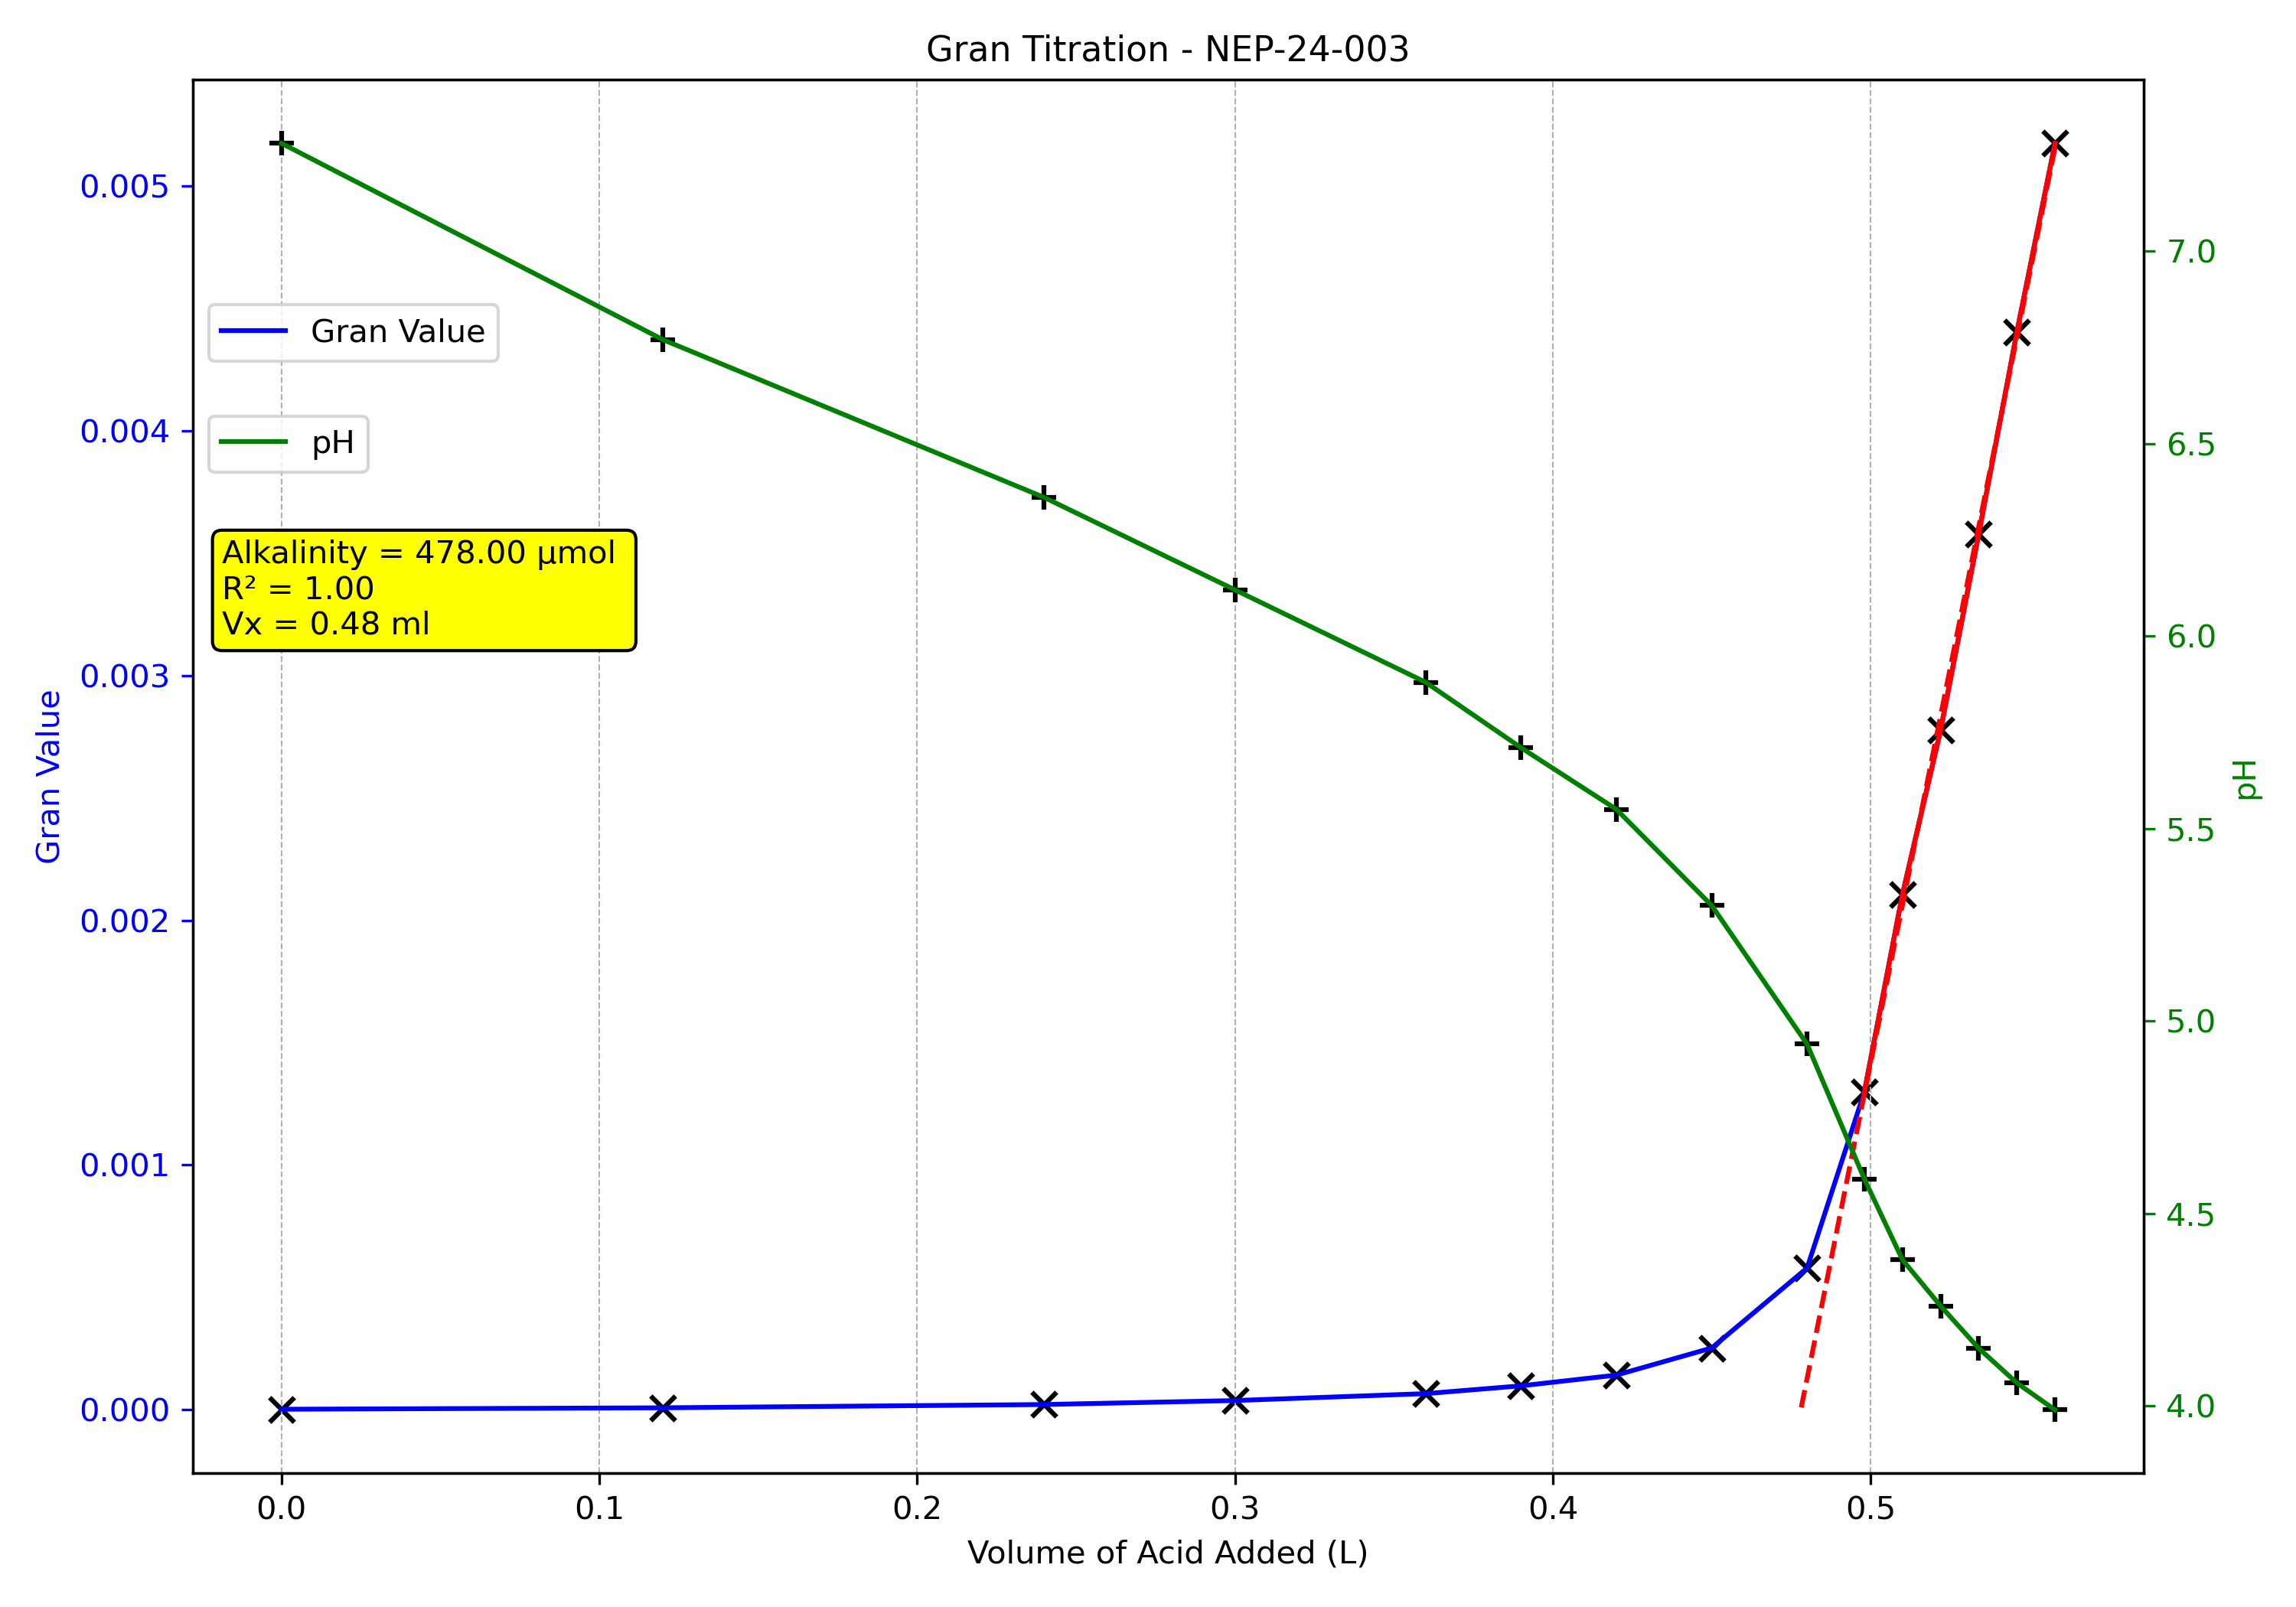 Gran Titration - NEP-24-003
Gran Value
0.005
0.004
0.003
0.002
0.001
0.000
Gran Value
pH
Alkalinity = 478.00 µmol
R² = 1.00
Vx = 0.48 ml
7.0
6.5
6.0
5.5
5.0
4.5
4.0
pH
0.0 0.1 0.2 0.3 0.4 0.5
Volume of Acid Added (L)